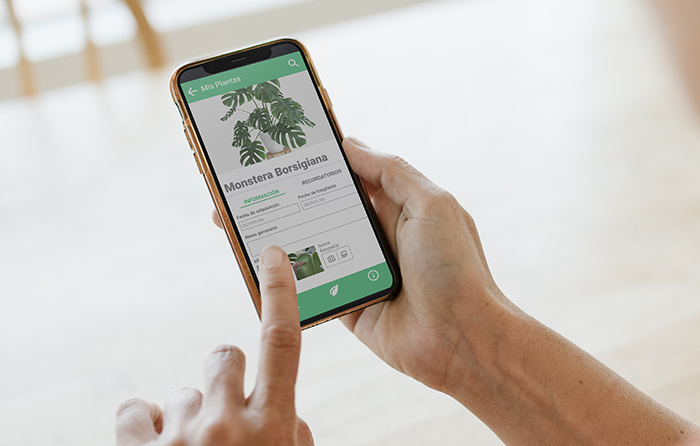 Mis Plantas
Monstera Borsigiana
INFORMACIÓN
RECORDATORIOS
Fecha de adquisición
Fecha de trasplante
Notas generales
Nueva
fotografía